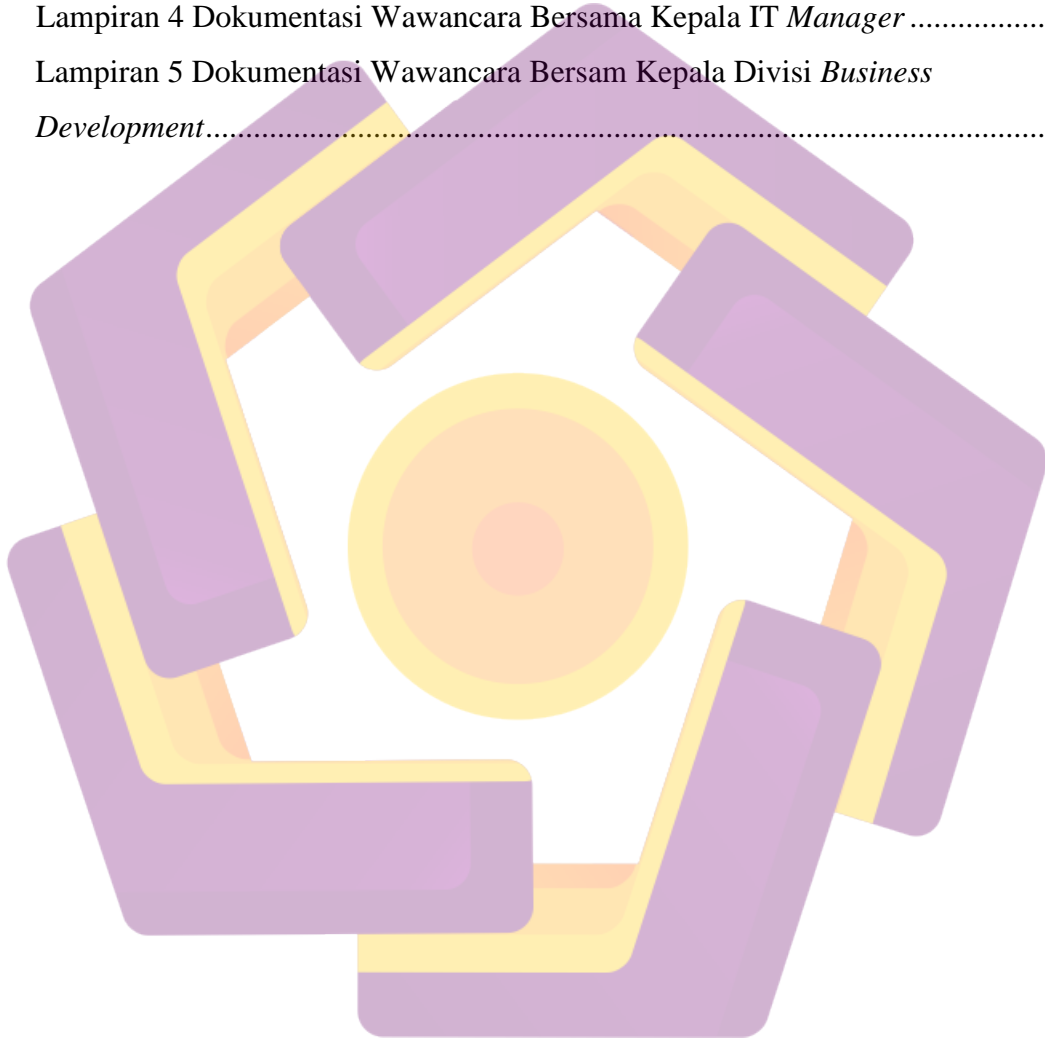 Lampiran 4 Dokumentasi Wawancara Bersama Kepala IT Manager ................
Lampiran 5 Dokumentasi Wawancara Bersam Kepala Divisi Business
Development....................................................................................................